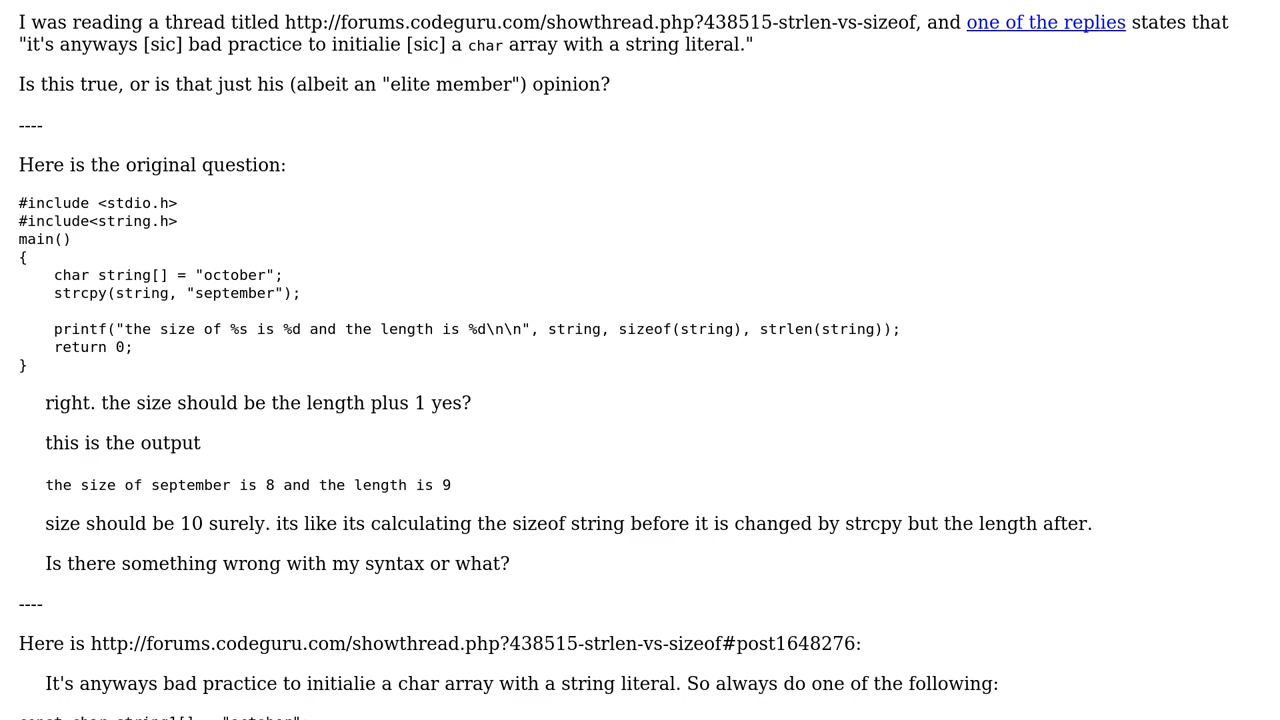 I was reading a thread titled http://forums.codeguru.com/showthread.php?438515-strlen-vs-sizeof, and one of the replies states that
"it's anyways [sic] bad practice to initialie [sic] a char array with a string literal."
Is this true, or is that just his (albeit an "elite member") opinion?
----
Here is the original question:
#include <stdio.h>
#include<string.h>
main()
{
    char string[] = "october";
    strcpy(string, "september");
    printf("the size of %s is %d and the length is %d\n\n", string, sizeof(string), strlen(string));
    return 0;
}
right. the size should be the length plus 1 yes?
this is the output
the size of september is 8 and the length is 9
size should be 10 surely. its like its calculating the sizeof string before it is changed by strcpy but the length after.
Is there something wrong with my syntax or what?
----
Here is http://forums.codeguru.com/showthread.php?438515-strlen-vs-sizeof#post1648276:
It's anyways bad practice to initialie a char array with a string literal. So always do one of the following:
const char string1[] = "october";